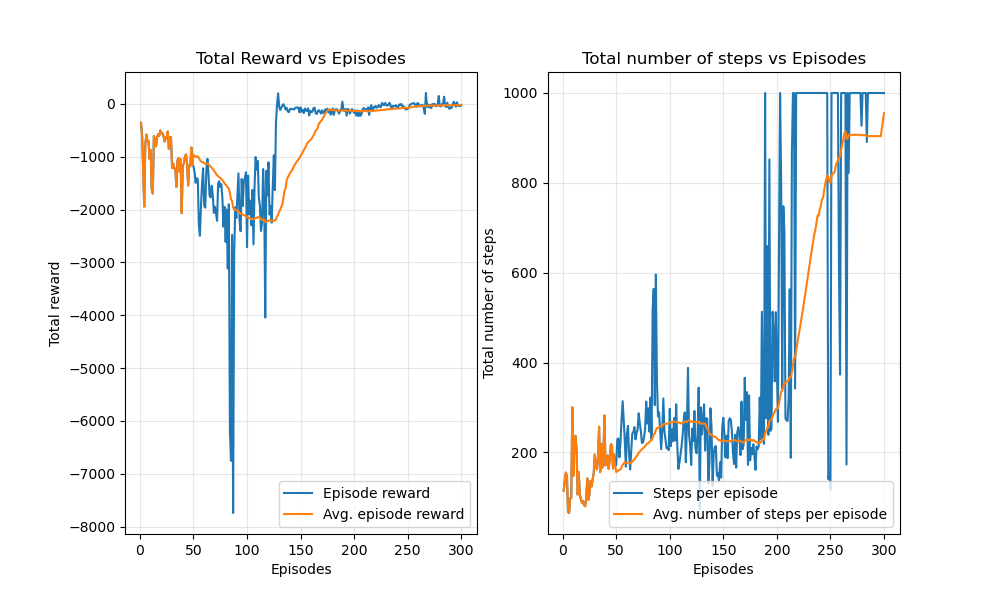 Total Reward vs Episodes
0
−1000
−2000
−3000
−4000
−5000
−6000
−7000
−8000
Total reward
0 50 100 150 200 250 300
Episodes
Episode reward
Avg. episode reward
Total number of steps vs Episodes
1000
800
600
400
200
Total number of steps
0 50 100 150 200 250 300
Episodes
Steps per episode
Avg. number of steps per episode